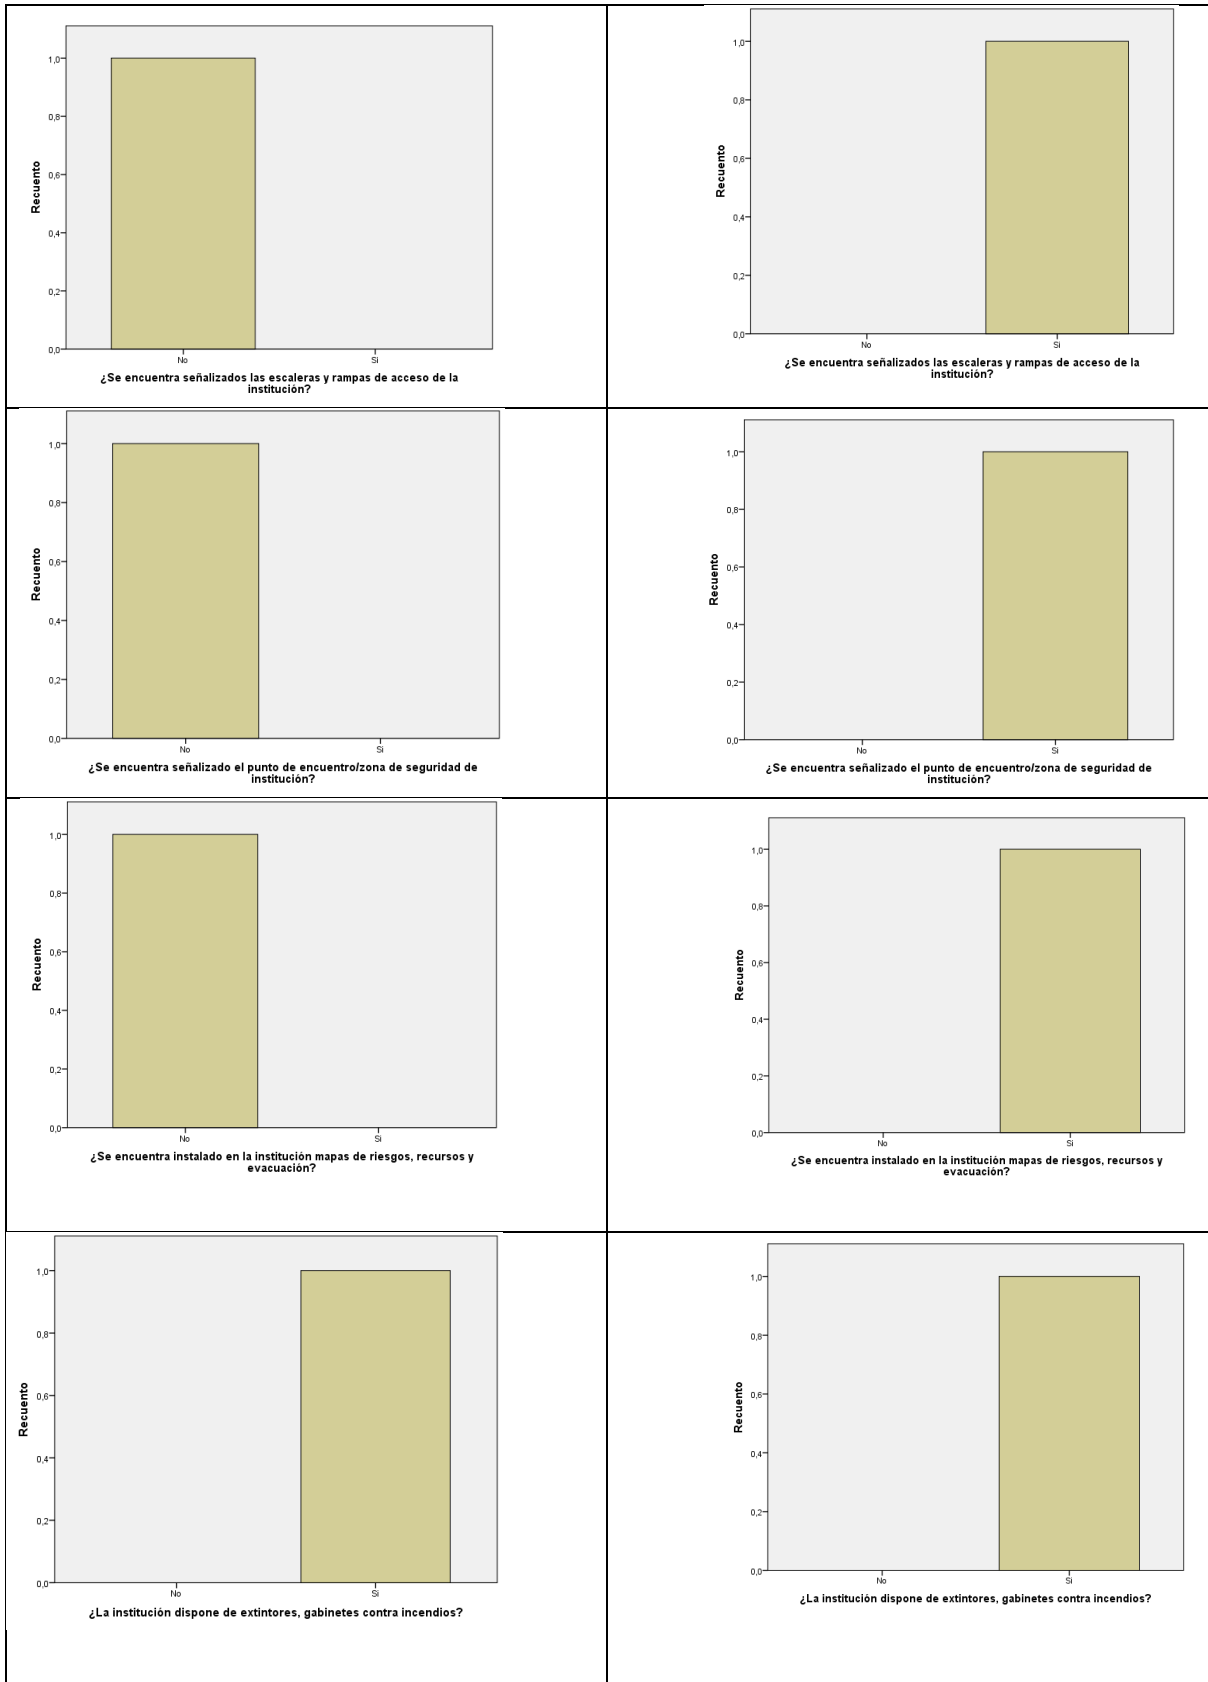 Recuento
1,0
0,8
0,6
0,4
0,2
0,0
No Si
¿Se encuentra señalizados las escaleras y rampas de acceso de la
institución?
Recuento
1,0
0,8
0,6
0,4
0,2
0,0
No Si
¿Se encuentra señalizados las escaleras y rampas de acceso de la
institución?
Recuento
1,0
0,8
0,6
0,4
0,2
0,0
No Si
¿Se encuentra señalizado el punto de encuentro/zona de seguridad de
institución?
Recuento
1,0
0,8
0,6
0,4
0,2
0,0
No Si
¿Se encuentra señalizado el punto de encuentro/zona de seguridad de
institución?
Recuento
1,0
0,8
0,6
0,4
0,2
0,0
No Si
¿Se encuentra instalado en la institución mapas de riesgos, recursos y
evacuación?
Recuento
1,0
0,8
0,6
0,4
0,2
0,0
No Si
¿Se encuentra instalado en la institución mapas de riesgos, recursos y
evacuación?
Recuento
1,0
0,8
0,6
0,4
0,2
0,0
No Si
¿La institución dispone de extintores, gabinetes contra incendios?
Recuento
1,0
0,8
0,6
0,4
0,2
0,0
No Si
¿La institución dispone de extintores, gabinetes contra incendios?